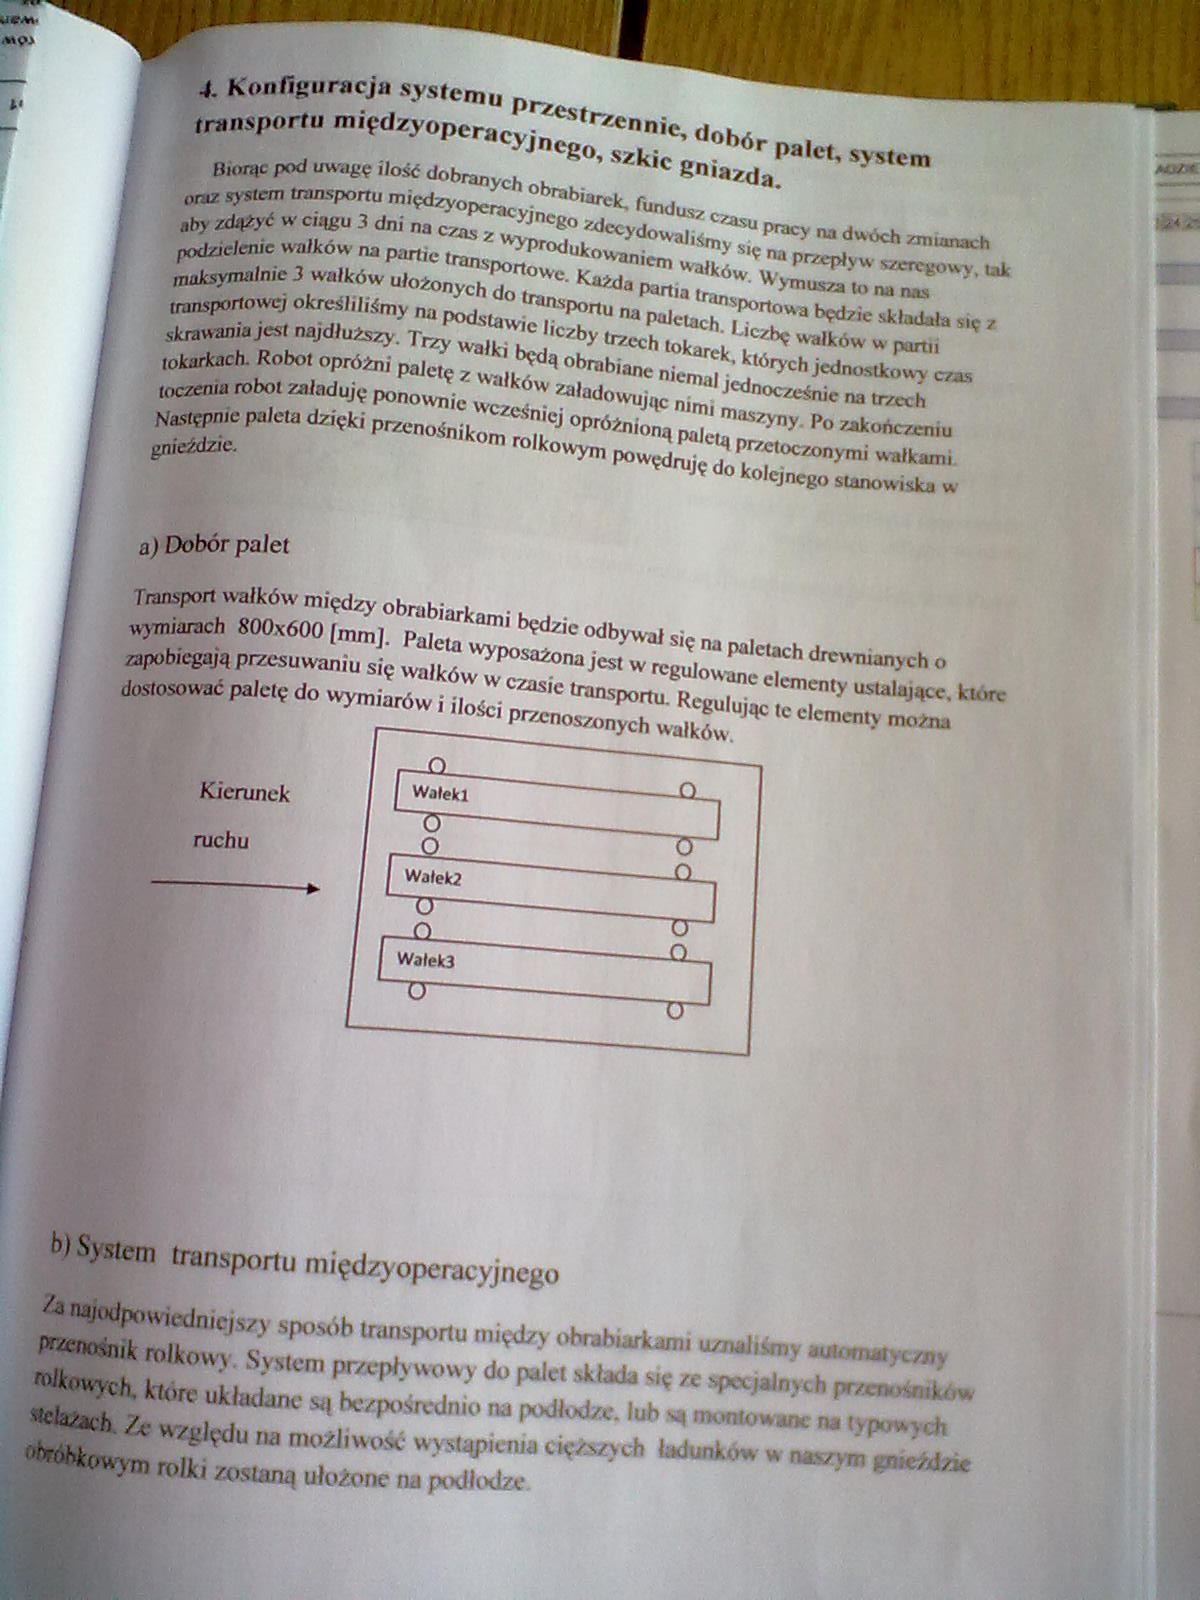 4. Konfiguracja systemu przestrzennie, dobór palet, system
transportu międzyoperacyjnego, szkic gniazda.
Biorąc pod uwagę ilość dobranych obrabiarek, fundusz czasu pracy na dwóch zmianach
oraz system transportu międzyoperacyjnego zdecydowaliśmy się na przepływ szeregowy, tak
aby zdążyć w ciągu 3 dni na czas z wyprodukowaniem wałków. Wymusza to na nas
podzielenie wałków na partie transportowe. Każda partia transportowa będzie składała się z
maksymalnie 3 wałków ułożonych do transportu na paletach. Liczbę wałków w partii
transportowej określiliśmy na podstawie liczby trzech tokarek, których jednostkowy czas
skrawania jest najdłuższy. Trzy wałki będą obrabiane niemal jednocześnie na trzech
tokarkach. Robot opróżni paletę z wałków załadowując nimi maszyny. Po zakończeniu
toczenia robot załaduję ponownie wcześniej opróżnioną paletą przetoczonymi wałkami.
Następnie paleta dzięki przenośnikom rolkowym powędruję do kolejnego stanowiska w
gnieździe.
a) Dobór palet
Transport wałków między obrabiarkami będzie odbywał się na paletach drewnianych o
wymiarach 800x600 [mm]. Paleta wyposażona jest w regulowane elementy ustalające, które
zapobiegają przesuwaniu się wałków w czasie transportu. Regulując te elementy można
dostosować paletę do wymiarów i ilości przenoszonych wałków.
Kierunek
ruchu
Wałek1
Wałek2
Wałek3
b) System transportu międzyoperacyjnego
Za najodpowiedniejszy sposób transportu między obrabiarkami uznaliśmy automatyczny
przenośnik rolkowy. System przepływowy do palet składa się ze specjalnych przenośników
rolkowych, które układane są bezpośrednio na podłodze, lub są montowane na typowych
stelażach. Ze względu na możliwość wystąpienia cięższych ładunków w naszym gnieździe
obróbkowym rolki zostaną ułożone na podłodze.